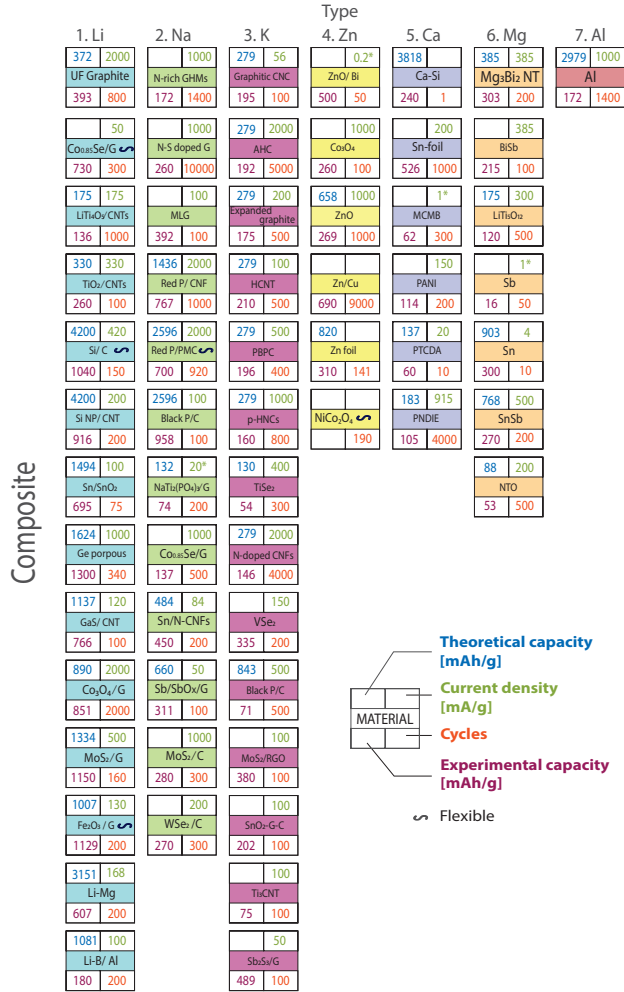 Type
1. Li 2. Na 3. K 4. Zn 5. Ca 6. Mg 7. Al
372 2000 1000 279 56 0.2* 3818 385 385 2979 1000
UF Graphite N-rich GHMs Graphitic CNC ZnO/ Bi Ca-Si Mg₃Bi₂ NT Al
393 800 172 1400 195 100 500 50 240 1 303 200 172 1400
50 1000 279 2000 1000 200 385
Co₀.₈₅Se/G N-S doped G AHC Co₃O₄ Sn-foil BiSb
730 300 260 10000 192 5000 260 100 526 1000 215 100
175 175 100 279 200 658 1000 1* 175 300
LiTi₄O₅/CNTs MLG Expanded graphite ZnO MCMB LiTi₅O₁₂
136 1000 392 100 175 500 269 1000 62 300 120 500
330 330 1436 2000 279 100 150 1*
TiO₂/CNTs Red P/ CNF HCNT Zn/Cu PANI Sb
260 100 767 1000 210 500 690 9000 114 200 16 50
4200 420 2596 2000 279 500 820 137 20 903 4
Si/ C Red P/PMC PBPC Zn foil PTCDA Sn
1040 150 700 920 196 400 310 141 60 10 300 10
4200 200 2596 100 279 1000 183 915 768 500
Si NP/ CNT Black P/C p-HNCs NiCo₂O₄ PNDIE SnSb
916 200 958 100 160 800 190 105 4000 270 200
1494 100 132 20* 130 400 88 200
Sn/SnO₂ NaTi₂(PO₄)₃/G TiSe₂ NTO
695 75 74 200 54 300 53 500
1624 1000 1000 279 2000
Ge porpous Co₀.₈₅Se/G N-doped CNFs
1300 340 137 500 146 4000
1137 120 484 84 150
GaS/ CNT Sn/N-CNFs VSe₂
766 100 450 200 335 200
890 2000 660 50 843 500
Co₃O₄/G Sb/SbOx/G Black P/C
851 2000 311 100 71 500
1334 500 1000 100
MoS₂/G MoS₂/C MoS₂/RGO
1150 160 280 300 380 100
1007 130 200 100
Fe₂O₃/ G WSe₂ /C SnO₂-G-C
1129 200 270 300 202 100
3151 168 100
Li-Mg Ti₃CNT
607 200 75 100
1081 100 50
Li-B/ Al Sb₂S₃/G
180 200 489 100
Composite
Theoretical capacity
[mAh/g]
Current density
[mA/g]
MATERIAL
Cycles
Experimental capacity
[mAh/g]
Flexible